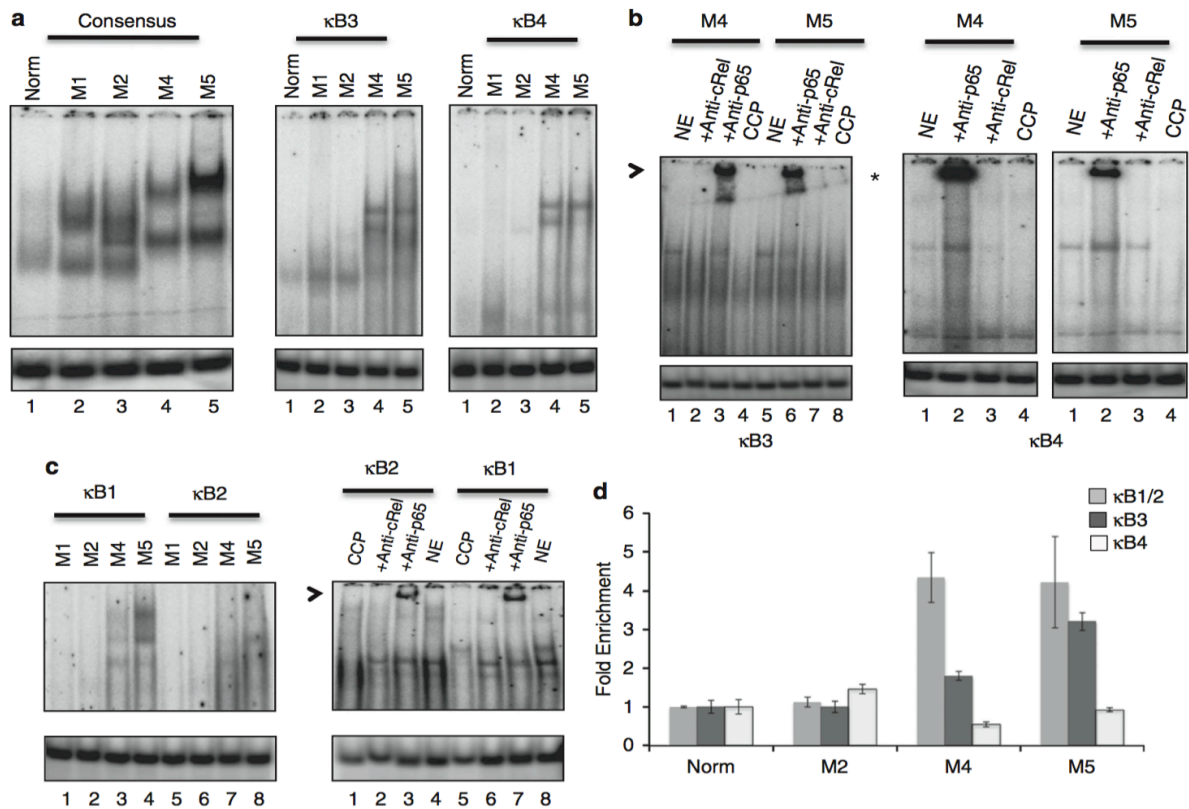 a
Consensus κB3 κB4
Norm M1 M2 M4 M5 Norm M1 M2 M4 M5 Norm M1 M2 M4 M5
1 2 3 4 5 1 2 3 4 5 1 2 3 4 5
b
M4 M5 M4 M5
NE +Anti-cRel +Anti-p65 CCP NE +Anti-p65 +Anti-cRel CCP NE +Anti-p65 +Anti-cRel CCP NE +Anti-p65 +Anti-cRel CCP
*
1 2 3 4 5 6 7 8 1 2 3 4 1 2 3 4
κB3 κB4
c
κB1 κB2 κB2 κB1
M1 M2 M4 M5 M1 M2 M4 M5 CCP +Anti-cRel +Anti-p65 NE CCP +Anti-cRel +Anti-p65 NE
1 2 3 4 5 6 7 8 1 2 3 4 5 6 7 8
d
κB1/2
κB3
κB4
Fold Enrichment
6
5
4
3
2
1
0
Norm M2 M4 M5